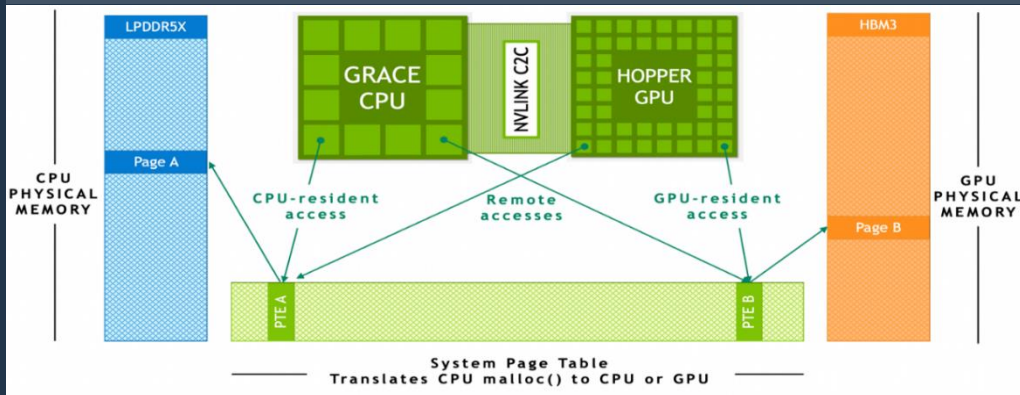 LPDDR5X
GRACE
CPU
NVLINK C2C
HOPPER
GPU
HBM3
Page A
CPU
PHYSICAL
MEMORY
CPU-resident
access
Remote
accesses
GPU-resident
access
GPU
PHYSICAL
MEMORY
Page B
PTE A
PTE B
System Page Table
Translates CPU malloc() to CPU or GPU